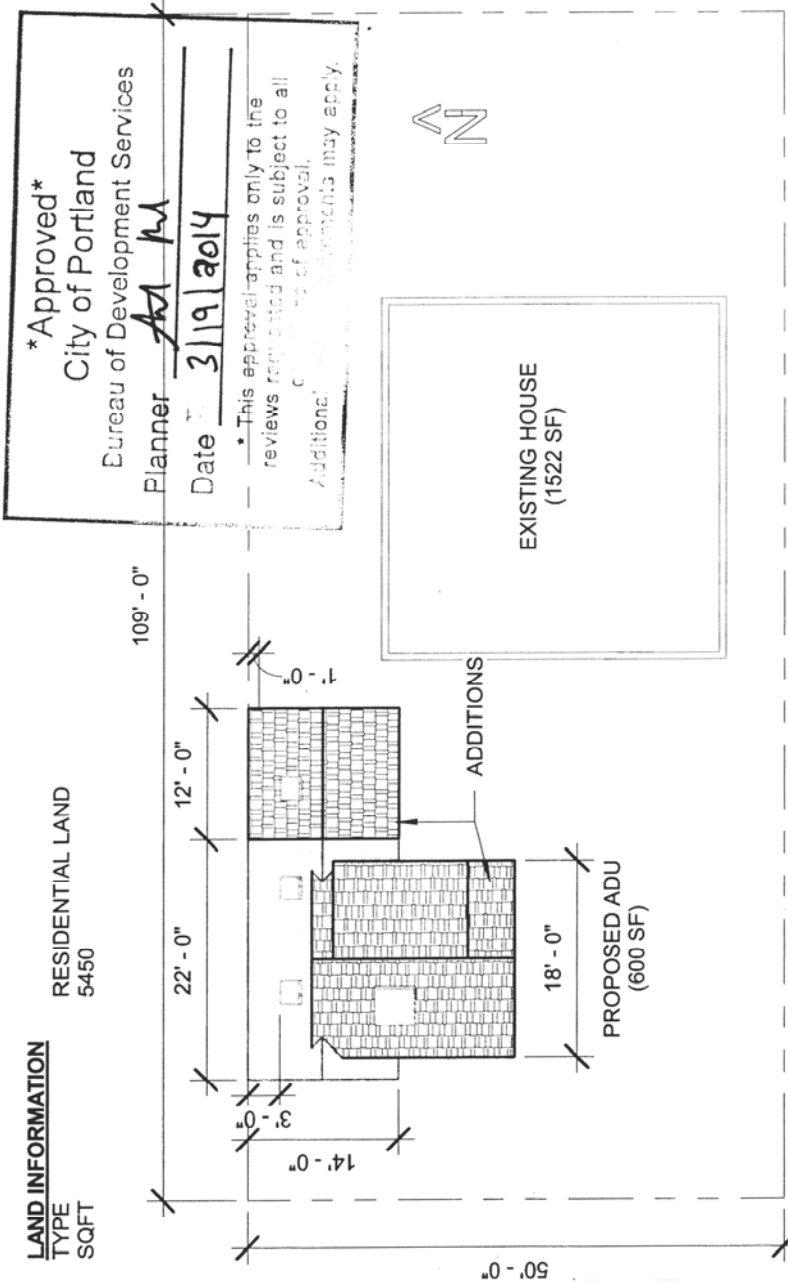 LAND INFORMATION
TYPE RESIDENTIAL LAND
SQFT 5450
*Approved*
City of Portland
Bureau of Development Services
Planner
Date 3/19/2014
* This approval applies only to the
reviews requested and is subject to all
of approval.
Additional may apply.
109' - 0"
22' - 0"
12' - 0"
1' - 0"
3' - 0"
14' - 0"
50' - 0"
ADDITIONS
18' - 0"
PROPOSED ADU
(600 SF)
EXISTING HOUSE
(1522 SF)
N